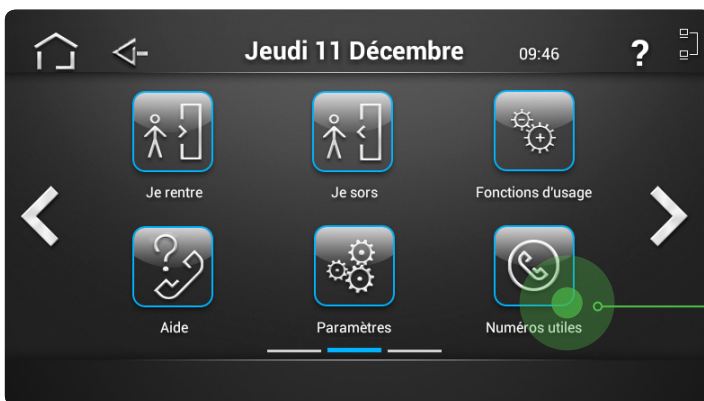 Jeudi 11 Décembre 09:46 ?
Je rentre Je sors Fonctions d'usage
Aide Paramètres Numéros utiles